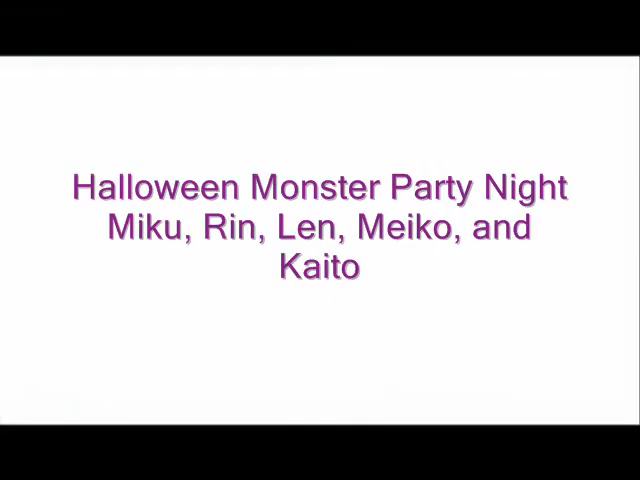 Halloween Monster Party Night
Miku, Rin, Len, Meiko, and
Kaito